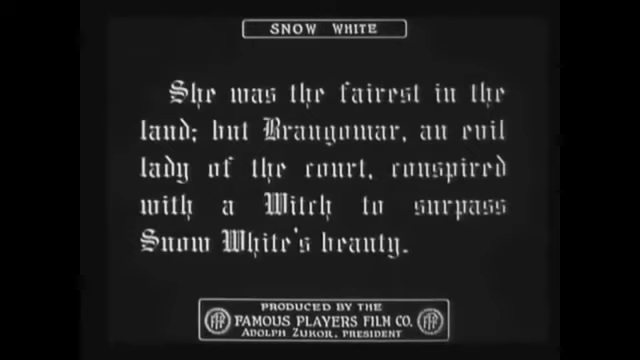 SNOW WHITE
She was the fairest in the
land; but Brangomar, an evil
lady of the court, conspired
with a Witch to surpass
Snow White's beauty.
PRODUCED BY THE
FAMOUS PLAYERS FILM CO.
ADOLPH ZUKOR, PRESIDENT